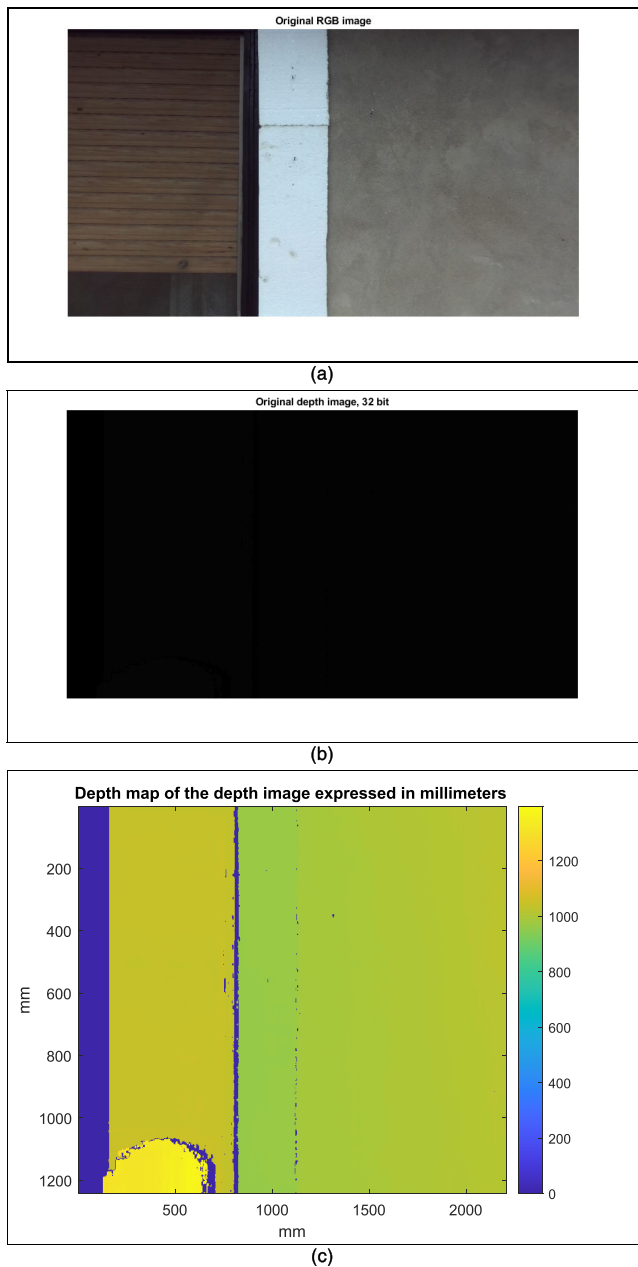 Original RGB image
(a)
Original depth image, 32 bit
(b)
Depth map of the depth image expressed in millimeters
200
400
600
800
1000
1200
mm
500
1000
1500
2000
mm
1200
1000
800
600
400
200
0
(c)